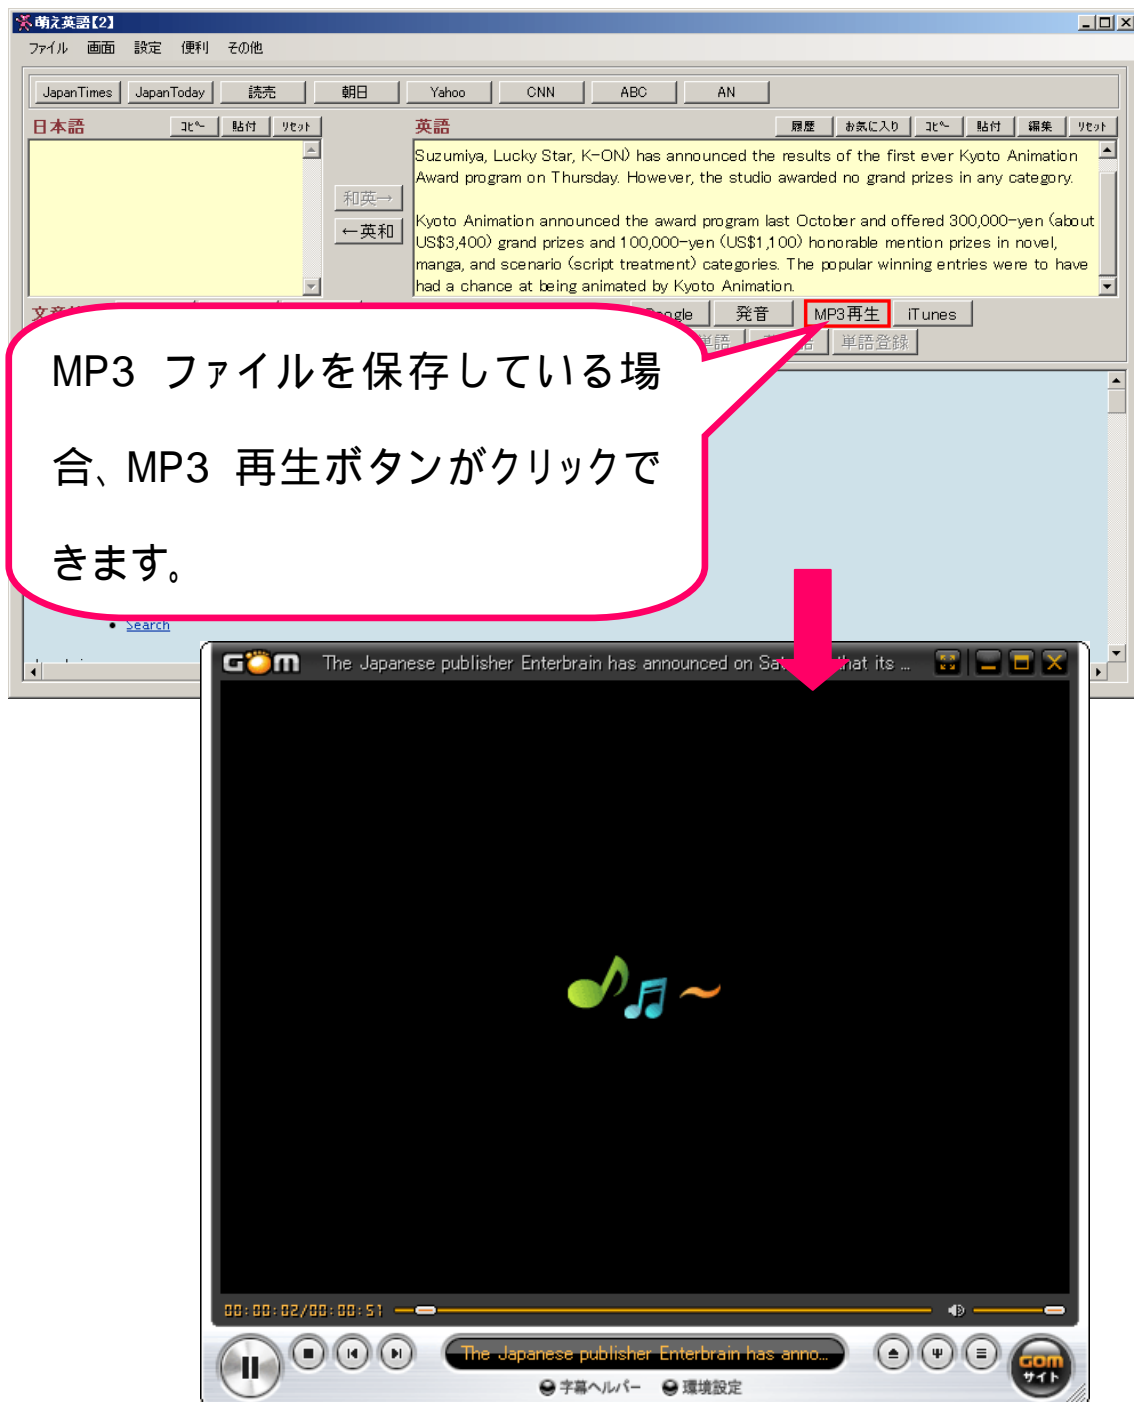 萌え英語【2】
ファイル 画面 設定 便利 その他
JapanTimes JapanToday 読売 朝日 Yahoo CNN ABC AN
日本語 コピー 貼付 リセット 英語 履歴 お気に入り コピー 貼付 編集 リセット
Suzumiya, Lucky Star, K-ON) has announced the results of the first ever Kyoto Animation
Award program on Thursday. However, the studio awarded no grand prizes in any category.
和英→
←英和
Kyoto Animation announced the award program last October and offered 300,000-yen (about
US$3,400) grand prizes and 100,000-yen (US$1,100) honorable mention prizes in novel,
manga, and scenario (script treatment) categories. The popular winning entries were to have
had a chance at being animated by Kyoto Animation.
発音 MP3再生 iTunes
単語登録
MP3 ファイルを保存している場
合、MP3 再生ボタンがクリックで
きます。
Search
GOM The Japanese publisher Enterbrain has announced on Sa that its ...
00:00:02/00:00:51
The Japanese publisher Enterbrain has anno...
字幕ヘルパー 環境設定
GOM
サイト